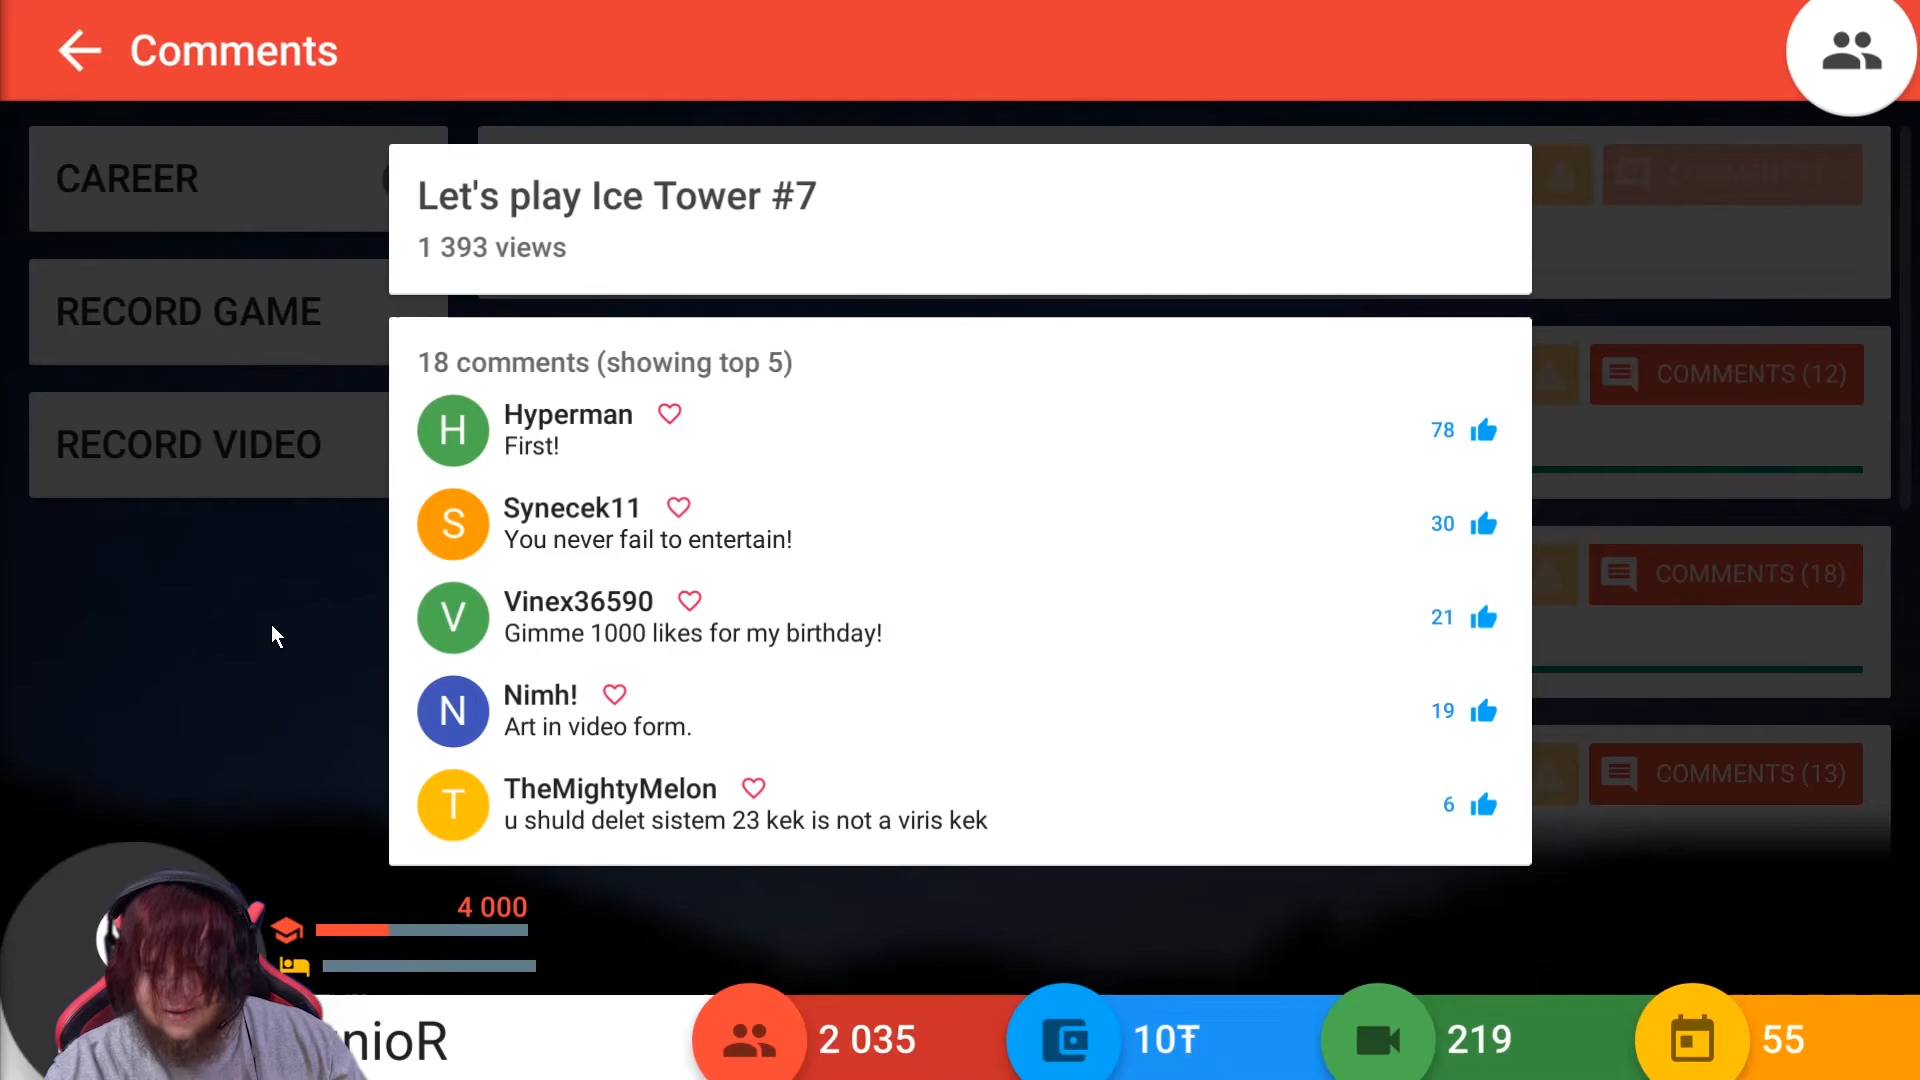 Comments
CAREER
RECORD GAME
RECORD VIDEO
Let's play Ice Tower #7
1 393 views
18 comments (showing top 5)
H
Hyperman
First!
78
S
Synecek11
You never fail to entertain!
30
V
Vinex36590
Gimme 1000 likes for my birthday!
21
N
Nimh!
Art in video form.
19
T
TheMightyMelon
u shuld delet sistem 23 kek is not a viris kek
6
COMMENTS (12)
COMMENTS (18)
COMMENTS (13)
4 000
nioR
2 035
10Ŧ
219
55